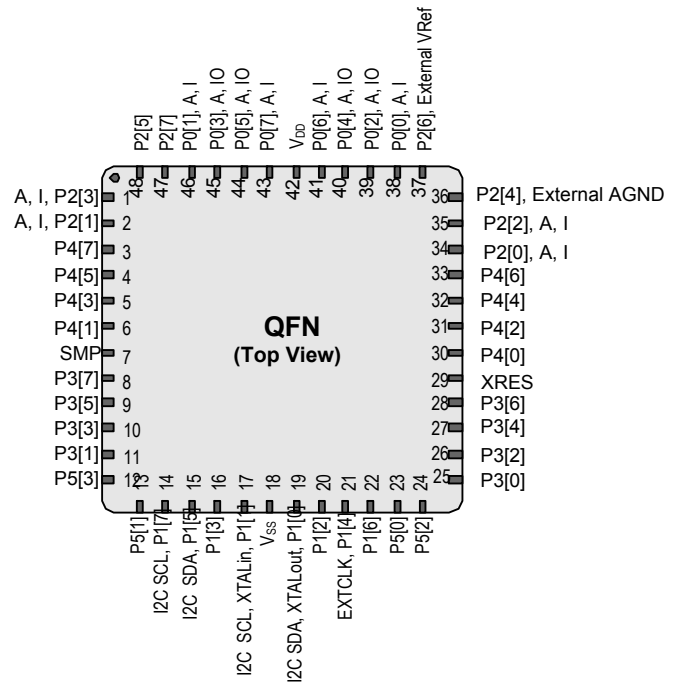 P2[5]
P2[7]
P0[1], A, I
P0[3], A, IO
P0[5], A, IO
P0[7], A, I
VDD
P0[6], A, I
P0[4], A, IO
P0[2], A, IO
P0[0], A, I
P2[6], External VRef
48
47
46
45
44
43
42
41
40
39
38
37
A, I, P2[3] 1
A, I, P2[1] 2
P4[7] 3
P4[5] 4
P4[3] 5
P4[1] 6
SMP 7
P3[7] 8
P3[5] 9
P3[3] 10
P3[1] 11
P5[3] 12
QFN
(Top View)
36 P2[4], External AGND
35 P2[2], A, I
34 P2[0], A, I
33 P4[6]
32 P4[4]
31 P4[2]
30 P4[0]
29 XRES
28 P3[6]
27 P3[4]
26 P3[2]
25 P3[0]
13
14
15
16
17
18
19
20
21
22
23
24
P5[1]
I2C SCL, P1[7]
I2C SDA, P1[5]
P1[3]
I2C SCL, XTALin, P1[1]
VSS
I2C SDA, XTALout, P1[0]
P1[2]
EXTCLK, P1[4]
P1[6]
P5[0]
P5[2]